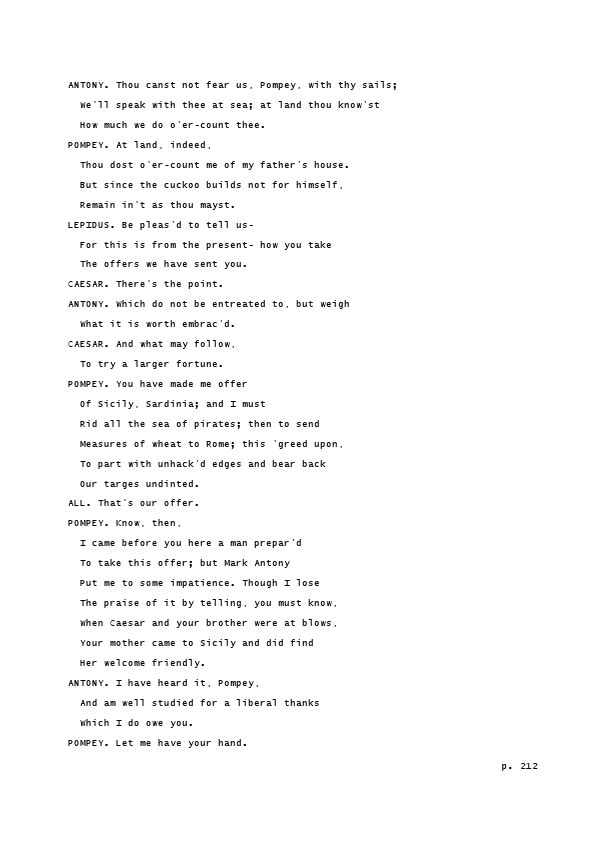 ANTONY. Thou canst not fear us, Pompey, with thy sails;
We'll speak with thee at sea; at land thou know'st
How much we do o'er-count thee.
POMPEY. At land, indeed,
Thou dost o'er-count me of my father's house.
But since the cuckoo builds not for himself,
Remain in't as thou mayst.
LEPIDUS. Be pleas'd to tell us-
For this is from the present- how you take
The offers we have sent you.
CAESAR. There's the point.
ANTONY. Which do not be entreated to, but weigh
What it is worth embrac'd.
CAESAR. And what may follow,
To try a larger fortune.
POMPEY. You have made me offer
Of Sicily, Sardinia; and I must
Rid all the sea of pirates; then to send
Measures of wheat to Rome; this 'greed upon,
To part with unhack'd edges and bear back
Our targes undinted.
ALL. That's our offer.
POMPEY. Know, then,
I came before you here a man prepar'd
To take this offer; but Mark Antony
Put me to some impatience. Though I lose
The praise of it by telling, you must know,
When Caesar and your brother were at blows,
Your mother came to Sicily and did find
Her welcome friendly.
ANTONY. I have heard it, Pompey,
And am well studied for a liberal thanks
Which I do owe you.
POMPEY. Let me have your hand.
p. 212